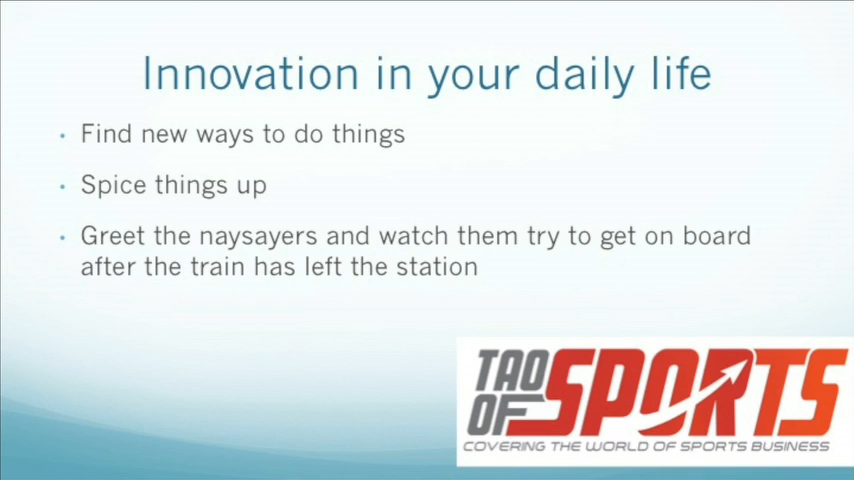 Innovation in your daily life
• Find new ways to do things
• Spice things up
• Greet the naysayers and watch them try to get on board
after the train has left the station
TAO
OF SPORTS
COVERING THE WORLD OF SPORTS BUSINESS